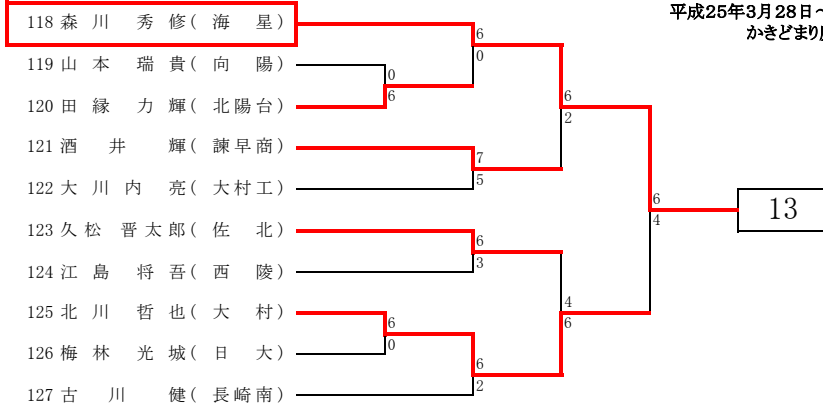 平成25年3月28日～
かきどまり
118 森川 秀修(海星)
119 山本 瑞貴(向陽)
120 田縁 力輝(北陽台)
121 酒井 輝(諫早商)
122 大川内 亮(大村工)
123 久松 晋太郎(佐北)
124 江島 将吾(西陵)
125 北川 哲也(大村)
126 梅林 光城(日大)
127 古川 健(長崎南)
6
0
0
6
6
2
7
5
6
4
13
6
3
4
6
6
0
6
2